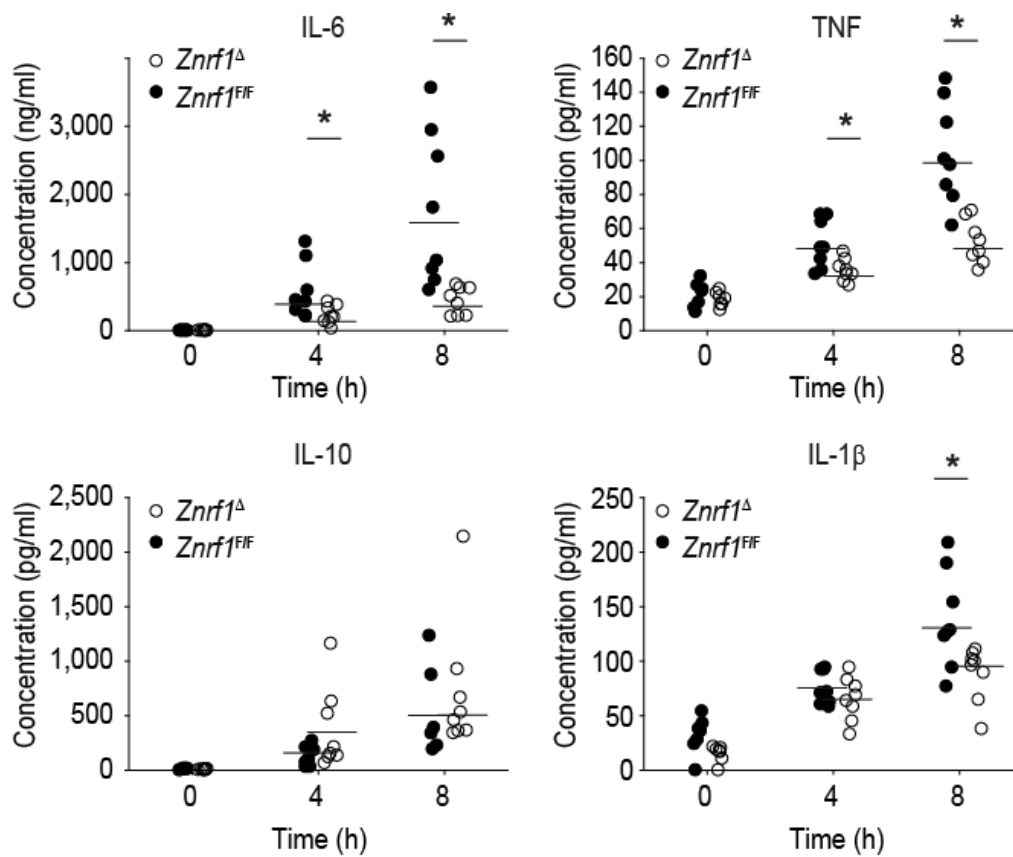 IL-6
*
*
Znrf1Δ
Znrf1F/F
Concentration (ng/ml)
3,000
2,000
1,000
0
0 4 8
Time (h)
TNF
*
*
Znrf1Δ
Znrf1F/F
Concentration (pg/ml)
160
140
120
100
80
60
40
20
0
0 4 8
Time (h)
IL-10
Znrf1Δ
Znrf1F/F
Concentration (pg/ml)
2,500
2,000
1,500
1,000
500
0
0 4 8
Time (h)
IL-1β
*
Znrf1Δ
Znrf1F/F
Concentration (pg/ml)
250
200
150
100
50
0
0 4 8
Time (h)